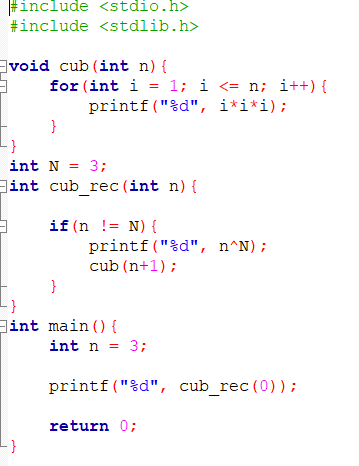 #include <stdio.h>
#include <stdlib.h>
void cub(int n){
for(int i = 1; i <= n; i++){
printf("%d", i*i*i);
}
}
int N = 3;
int cub_rec(int n){
if(n != N){
printf("%d", n^N);
cub(n+1);
}
}
int main(){
int n = 3;
printf("%d", cub_rec(0));
return 0;
}